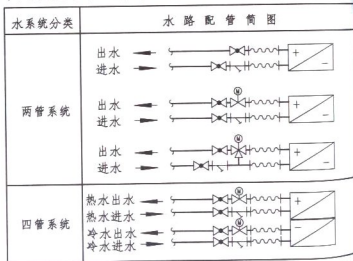 水系统分类 水路配管简图
出水
进水
+
−
两管系统
M
出水
进水
+
−
M
出水
进水
+
−
四管系统
M
热水出水
热水进水
+
M
冷水出水
冷水进水
−